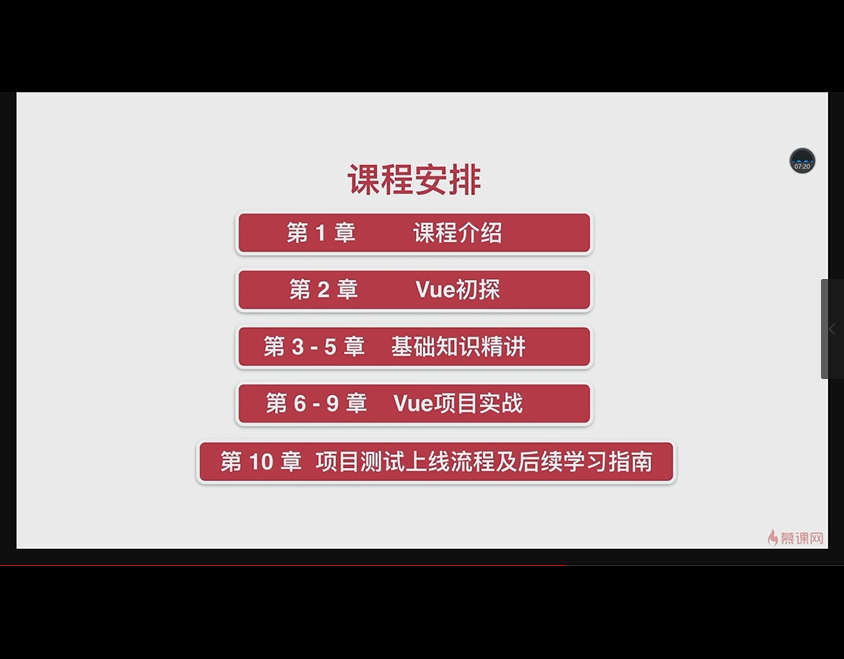 课程安排
07:20
第 1 章 课程介绍
第 2 章 Vue初探
第 3 - 5 章 基础知识精讲
第 6 - 9 章 Vue项目实战
第 10 章 项目测试上线流程及后续学习指南
慕课网